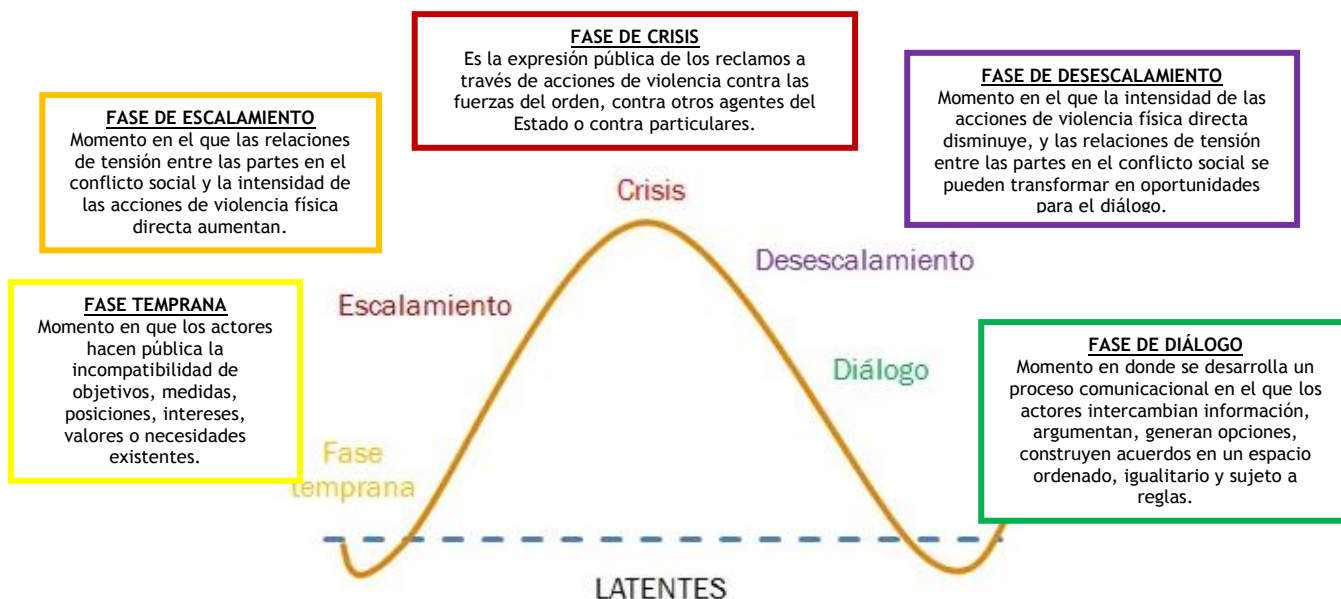 FASE DE CRISIS
Es la expresión pública de los reclamos a
través de acciones de violencia contra las
fuerzas del orden, contra otros agentes del
Estado o contra particulares.
FASE DE DESESCALAMIENTO
Momento en el que la intensidad de las
acciones de violencia física directa
disminuye, y las relaciones de tensión
entre las partes en el conflicto social se
pueden transformar en oportunidades
para el diálogo.
FASE DE ESCALAMIENTO
Momento en el que las relaciones
de tensión entre las partes en el
conflicto social y la intensidad de
las acciones de violencia física
directa aumentan.
Crisis
Desescalamiento
Escalamiento
FASE TEMPRANA
Momento en que los actores
hacen pública la
incompatibilidad de
objetivos, medidas,
posiciones, intereses,
valores o necesidades
existentes.
Diálogo
FASE DE DIÁLOGO
Momento en donde se desarrolla un
proceso comunicacional en el que los
actores intercambian información,
argumentan, generan opciones,
construyen acuerdos en un espacio
ordenado, igualitario y sujeto a
reglas.
Fase
temprana
LATENTES